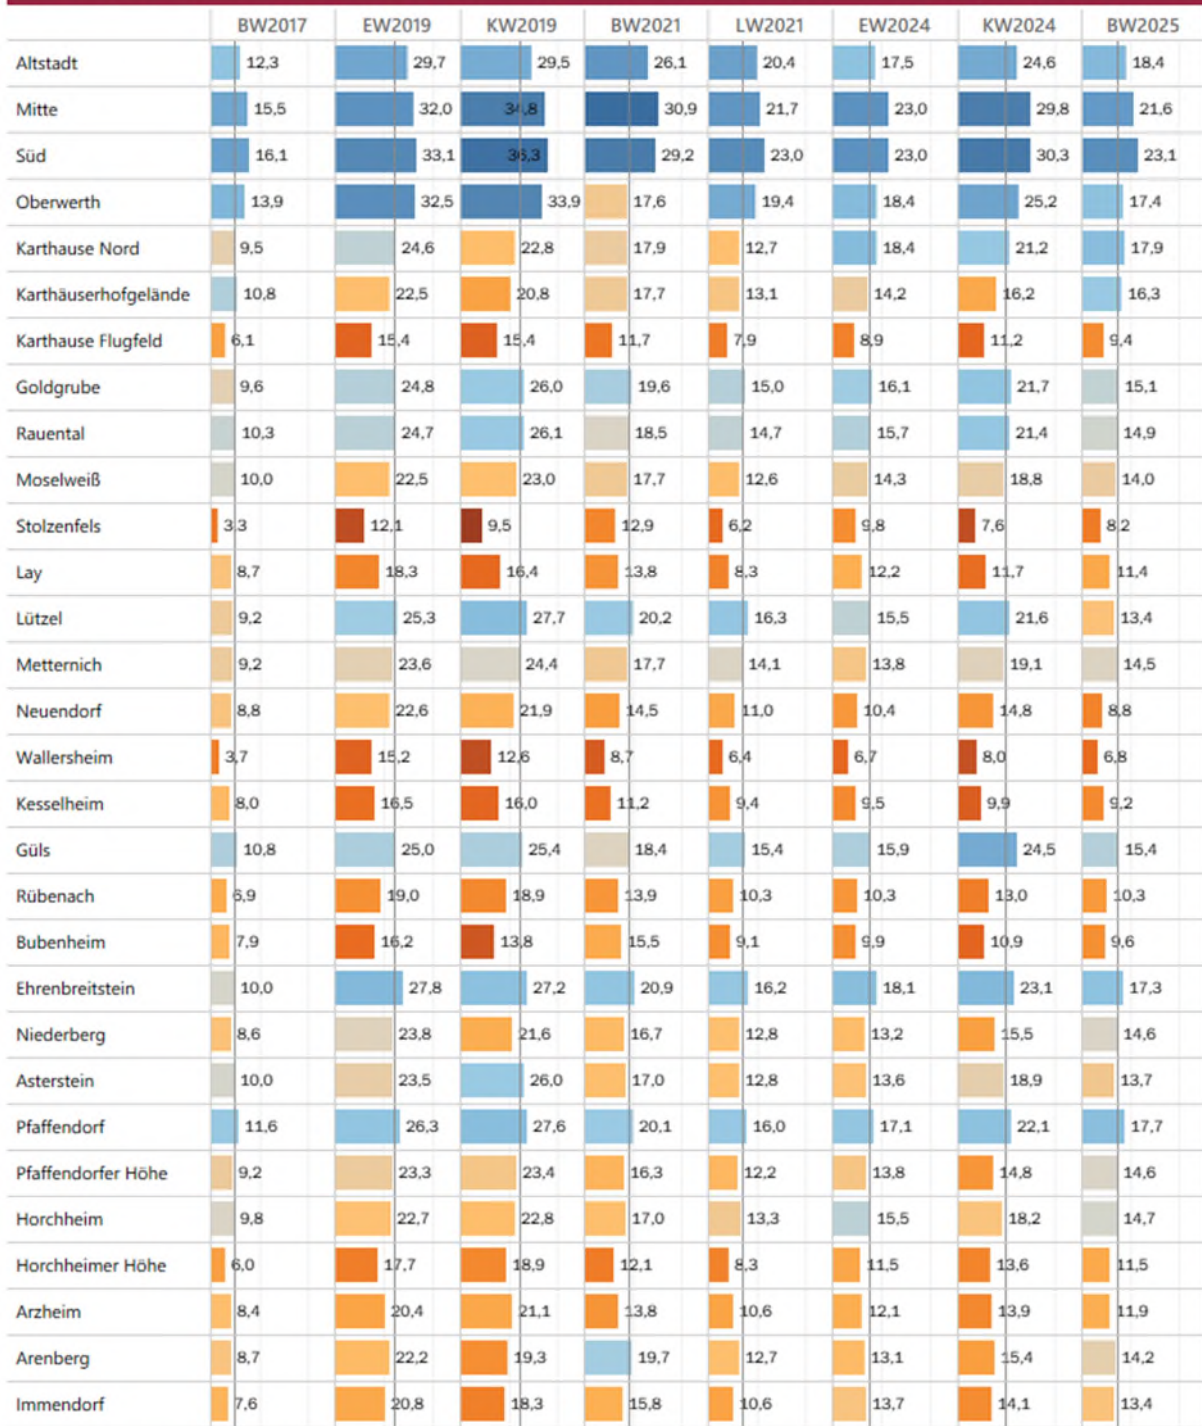 BW2017 EW2019 KW2019 BW2021 LW2021 EW2024 KW2024 BW2025
Altstadt 12,3 29,7 29,5 26,1 20,4 17,5 24,6 18,4
Mitte 15,5 32,0 34,8 30,9 21,7 23,0 29,8 21,6
Süd 16,1 33,1 36,3 29,2 23,0 23,0 30,3 23,1
Oberwerth 13,9 32,5 33,9 17,6 19,4 18,4 25,2 17,4
Karthause Nord 9,5 24,6 22,8 17,9 12,7 18,4 21,2 17,9
Karthäuserhofgelände 10,8 22,5 20,8 17,7 13,1 14,2 16,2 16,3
Karthause Flugfeld 6,1 15,4 15,4 11,7 7,9 8,9 11,2 9,4
Goldgrube 9,6 24,8 26,0 19,6 15,0 16,1 21,7 15,1
Rauental 10,3 24,7 26,1 18,5 14,7 15,7 21,4 14,9
Moselweiß 10,0 22,5 23,0 17,7 12,6 14,3 18,8 14,0
Stolzenfels 3,3 12,1 9,5 12,9 6,2 9,8 7,6 8,2
Lay 8,7 18,3 16,4 13,8 8,3 12,2 11,7 11,4
Lützel 9,2 25,3 27,7 20,2 16,3 15,5 21,6 13,4
Metternich 9,2 23,6 24,4 17,7 14,1 13,8 19,1 14,5
Neuendorf 8,8 22,6 21,9 14,5 11,0 10,4 14,8 8,8
Wallersheim 3,7 15,2 12,6 8,7 6,4 6,7 8,0 6,8
Kesselheim 8,0 16,5 16,0 11,2 9,4 9,5 9,9 9,2
Güls 10,8 25,0 25,4 18,4 15,4 15,9 24,5 15,4
Rübenach 6,9 19,0 18,9 13,9 10,3 10,3 13,0 10,3
Bubenheim 7,9 16,2 13,8 15,5 9,1 9,9 10,9 9,6
Ehrenbreitstein 10,0 27,8 27,2 20,9 16,2 18,1 23,1 17,3
Niederberg 8,6 23,8 21,6 16,7 12,8 13,2 15,5 14,6
Asterstein 10,0 23,5 26,0 17,0 12,8 13,6 18,9 13,7
Pfaffendorf 11,6 26,3 27,6 20,1 16,0 17,1 22,1 17,7
Pfaffendorfer Höhe 9,2 23,3 23,4 16,3 12,2 13,8 14,8 14,6
Horchheim 9,8 22,7 22,8 17,0 13,3 15,5 18,2 14,7
Horchheimer Höhe 6,0 17,7 18,9 12,1 8,3 11,5 13,6 11,5
Arzheim 8,4 20,4 21,1 13,8 10,6 12,1 13,9 11,9
Arenberg 8,7 22,2 19,3 19,7 12,7 13,1 15,4 14,2
Immendorf 7,6 20,8 18,3 15,8 10,6 13,7 14,1 13,4